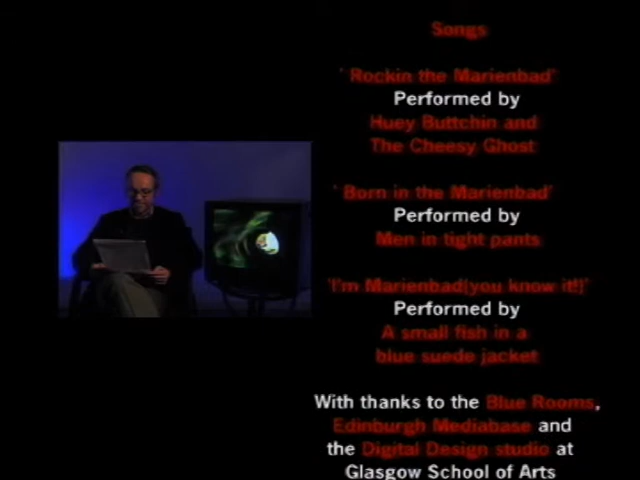 Songs
' Rockin the Marienbad'
Performed by
Huey Buttchin and
The Cheesy Ghost
' Born in the Marienbad'
Performed by
Men in tight pants
'I'm Marienbad(you know it!)'
Performed by
A small fish in a
blue suede jacket
With thanks to the Blue Rooms,
Edinburgh Mediabase and
the Digital Design studio at
Glasgow School of Arts